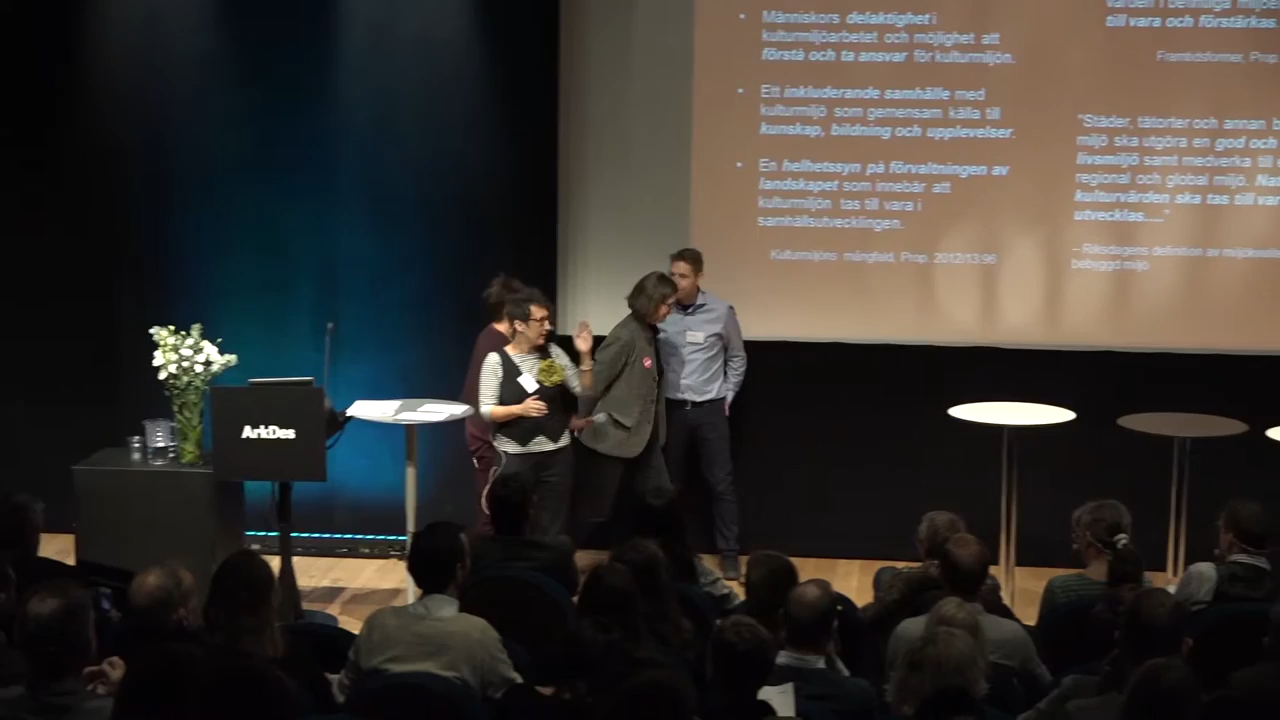 • Människors delaktighet i
kulturmiljöarbetet och möjlighet att
förstå och ta ansvar för kulturmiljön.
• Ett inkluderande samhälle med
kulturmiljö som gemensam källa till
kunskap, bildning och upplevelser.
• En helhetssyn på förvaltningen av
landskapet som innebär att
kulturmiljön tas till vara i
samhällsutvecklingen.
Kulturmiljöns mångfald, Prop. 2012/13:96
värden i befintliga
till vara och förstärkas
Framtidsformer, Prop
"Städer, tätorter och annan
miljö ska utgöra en god och
livsmiljö samt medverka till
regional och global miljö.
kulturvärden ska tas till
utvecklas...."
– Riksdagens definition av
bebyggd miljö
ArkDes